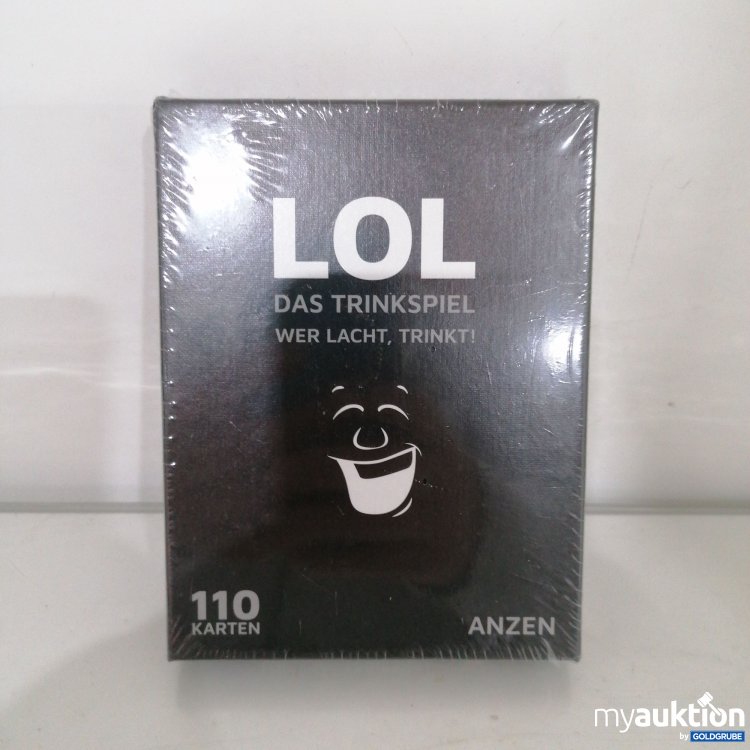 LOL
DAS TRINKSPIEL
WER LACHT, TRINKT!
110
KARTEN
ANZEN
myauktion
by GOLDGRUBE